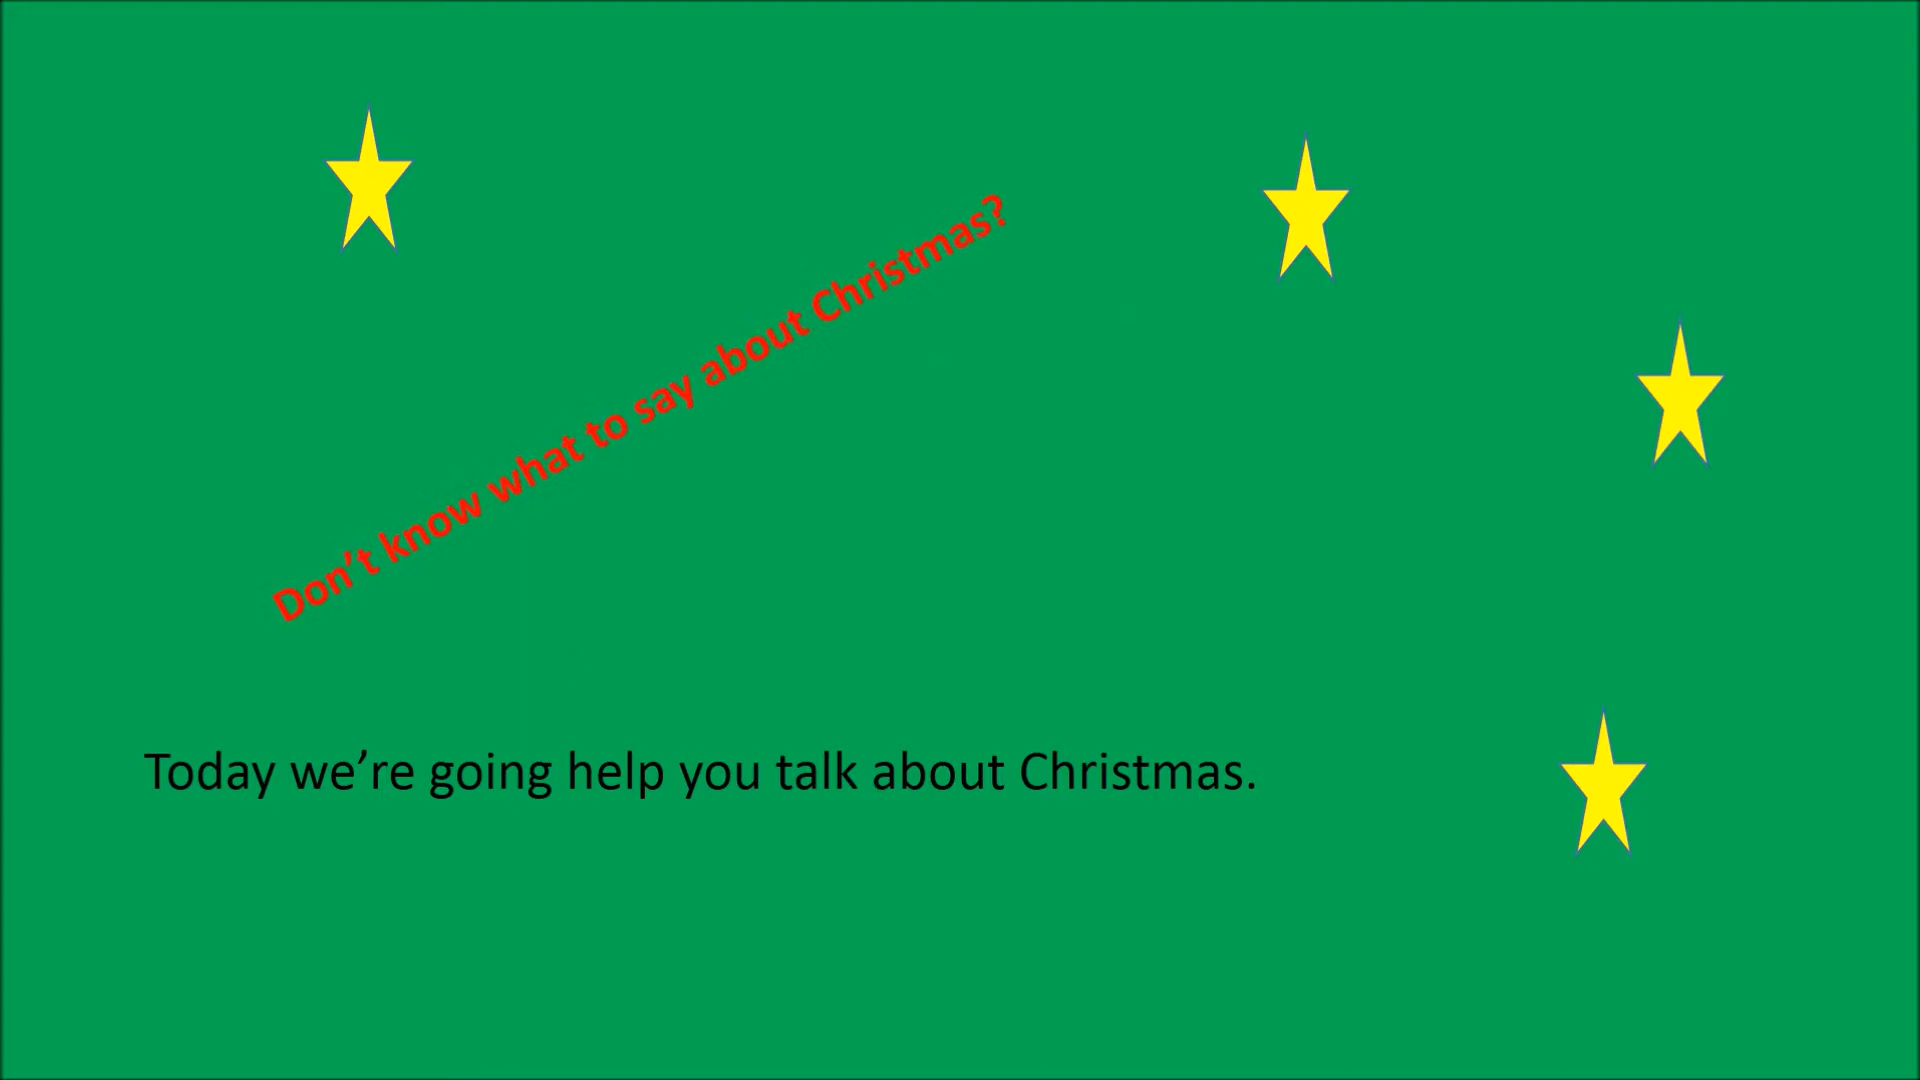 Don’t know what to say about Christmas?
Today we’re going help you talk about Christmas.